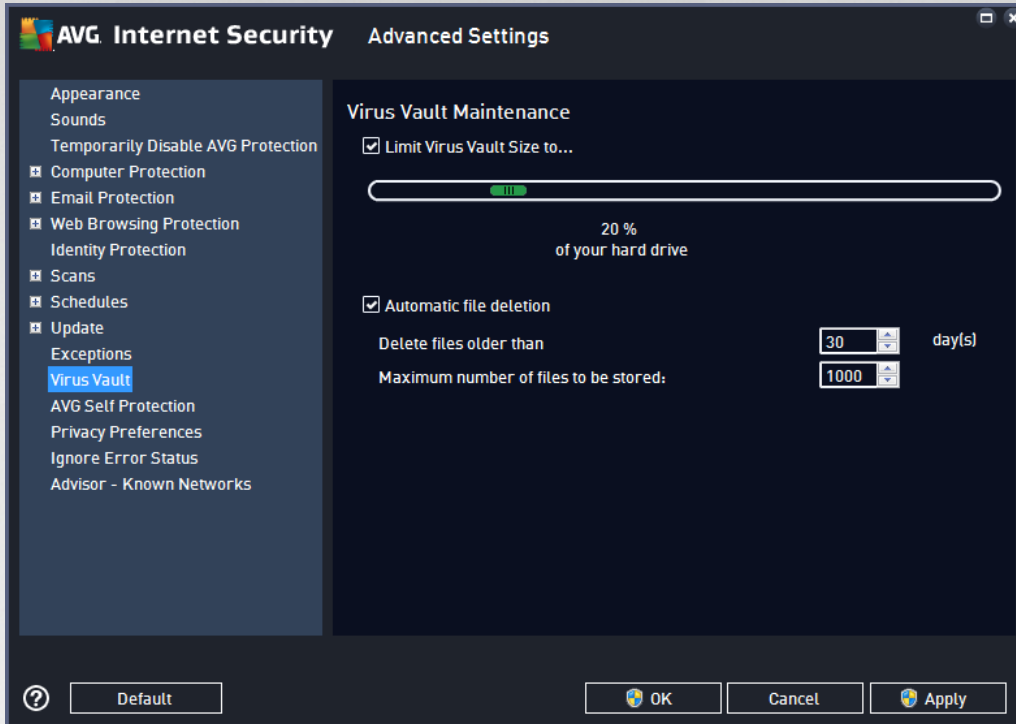 AVG Internet Security Advanced Settings
Appearance
Sounds
Temporarily Disable AVG Protection
Computer Protection
Email Protection
Web Browsing Protection
Identity Protection
Scans
Schedules
Update
Exceptions
Virus Vault
AVG Self Protection
Privacy Preferences
Ignore Error Status
Advisor - Known Networks
Virus Vault Maintenance
Limit Virus Vault Size to...
20 %
of your hard drive
Automatic file deletion
Delete files older than 30 day(s)
Maximum number of files to be stored: 1000
? Default OK Cancel Apply